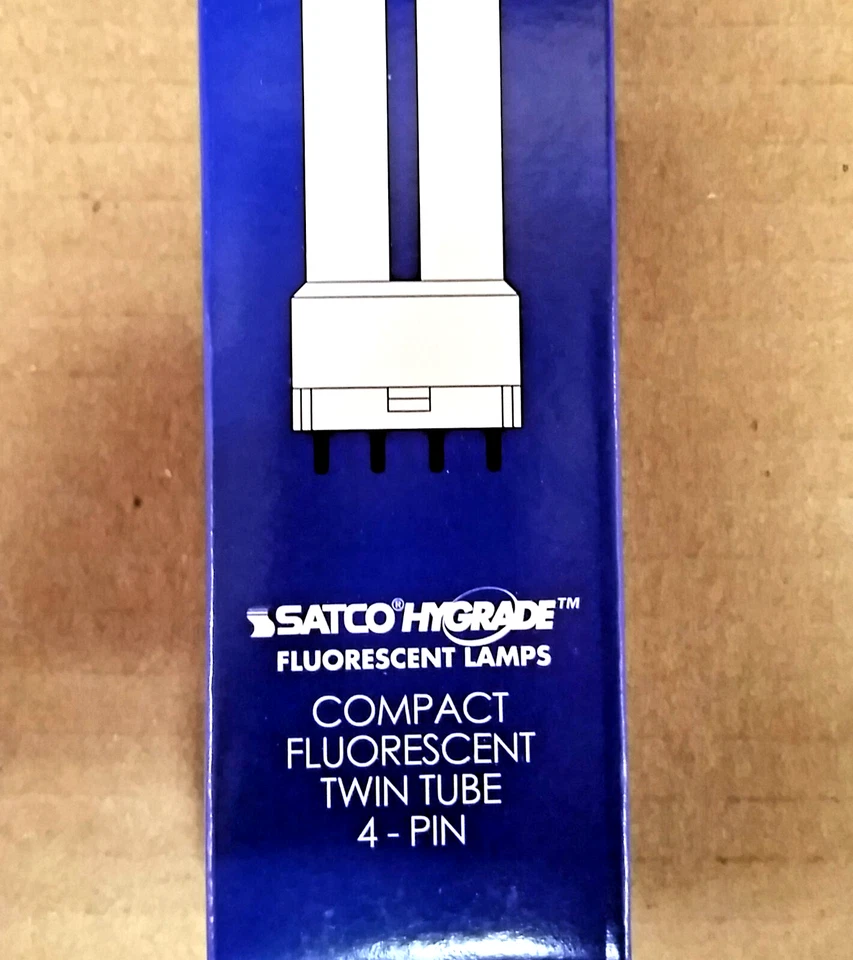 SATCO® HYGRADE™
FLUORESCENT LAMPS
COMPACT
FLUORESCENT
TWIN TUBE
4 - PIN